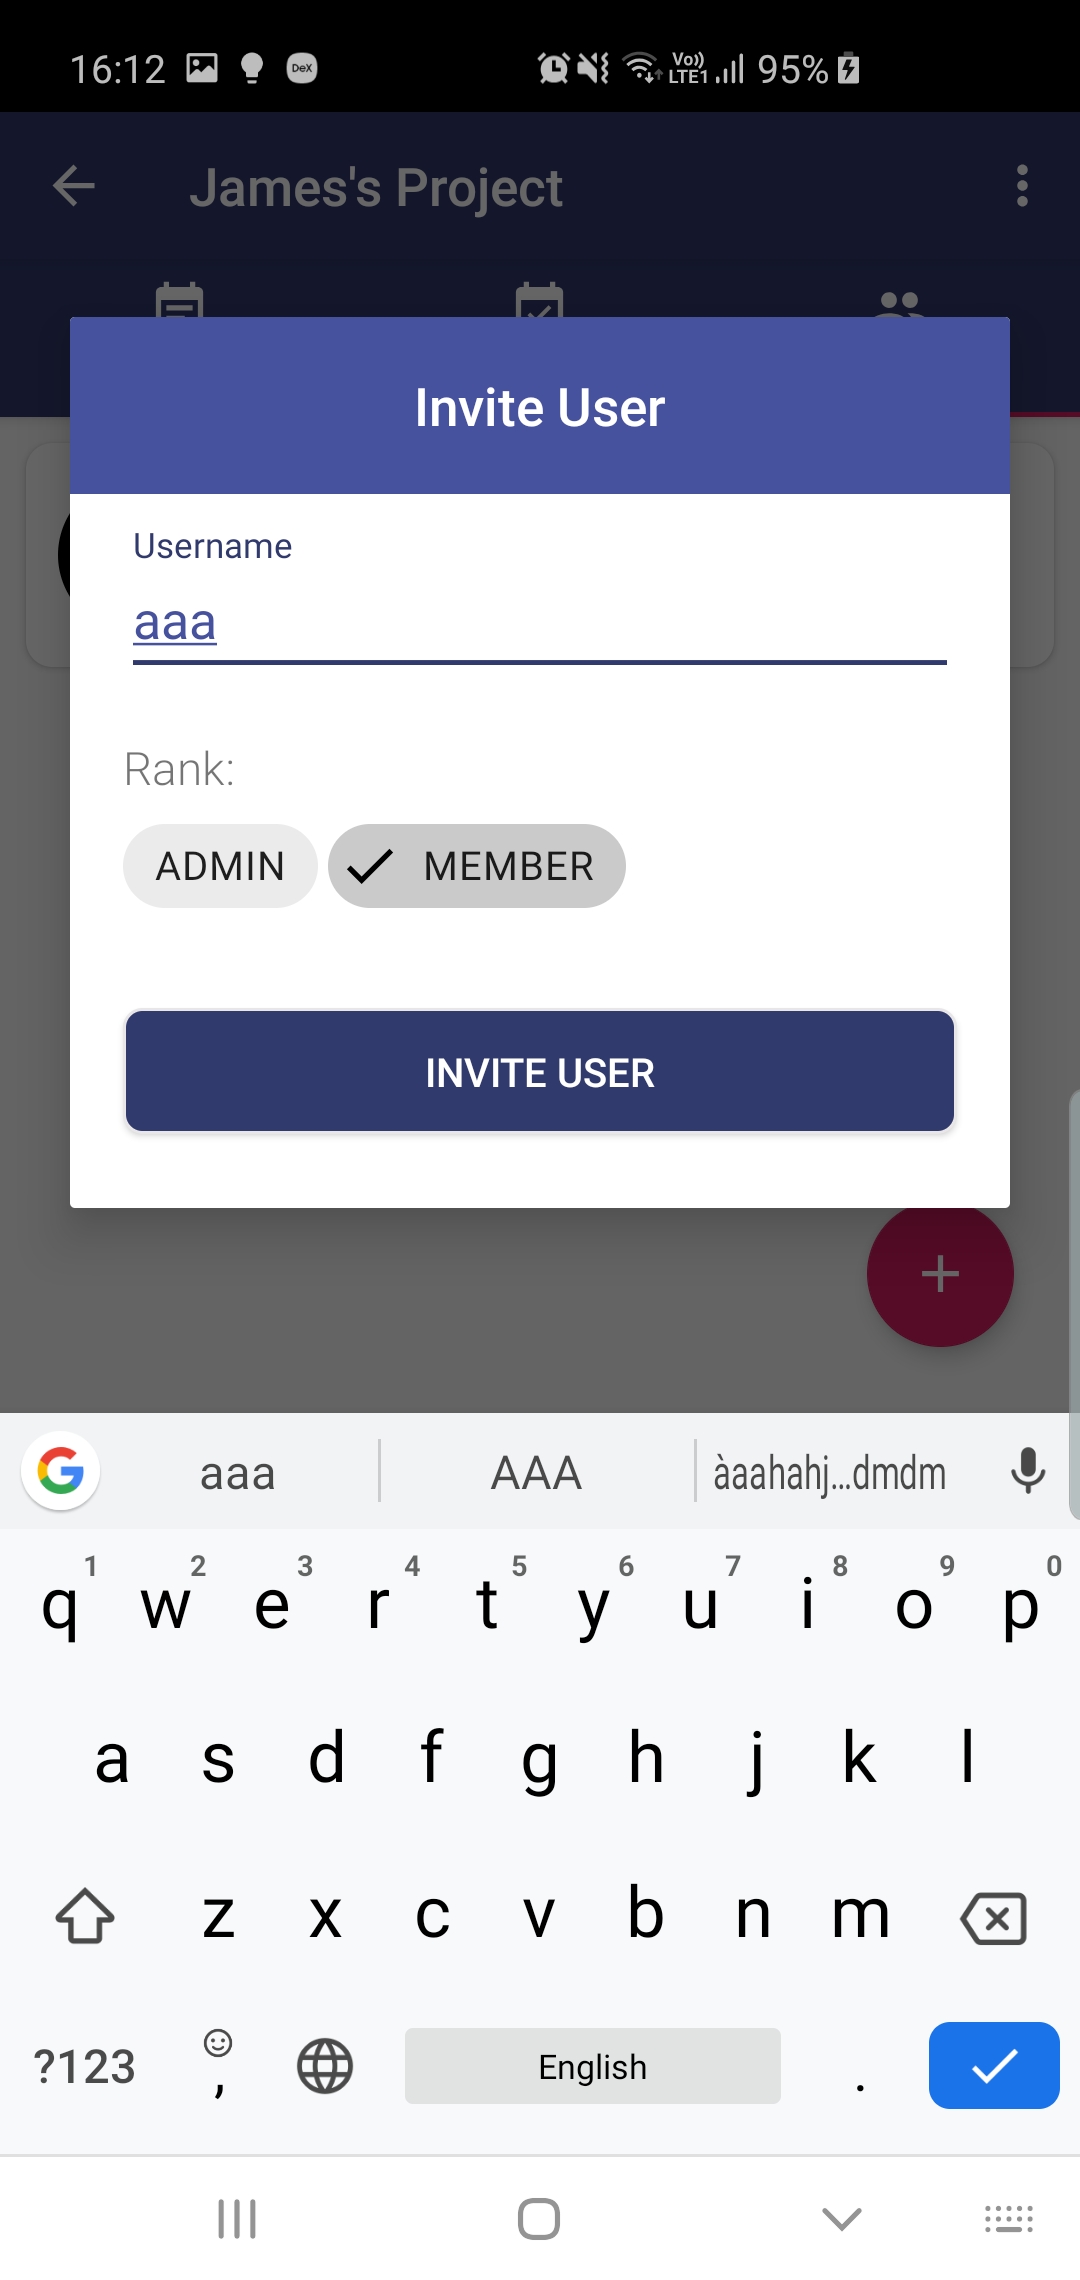 16:12 DeX Vo)) LTE1 95%
James's Project
Invite User
Username
aaa
Rank:
ADMIN MEMBER
INVITE USER
+
aaa AAA àaahahj...dmdm
1 2 3 4 5 6 7 8 9 0
q w e r t y u i o p
a s d f g h j k l
z x c v b n m
?123 , English .